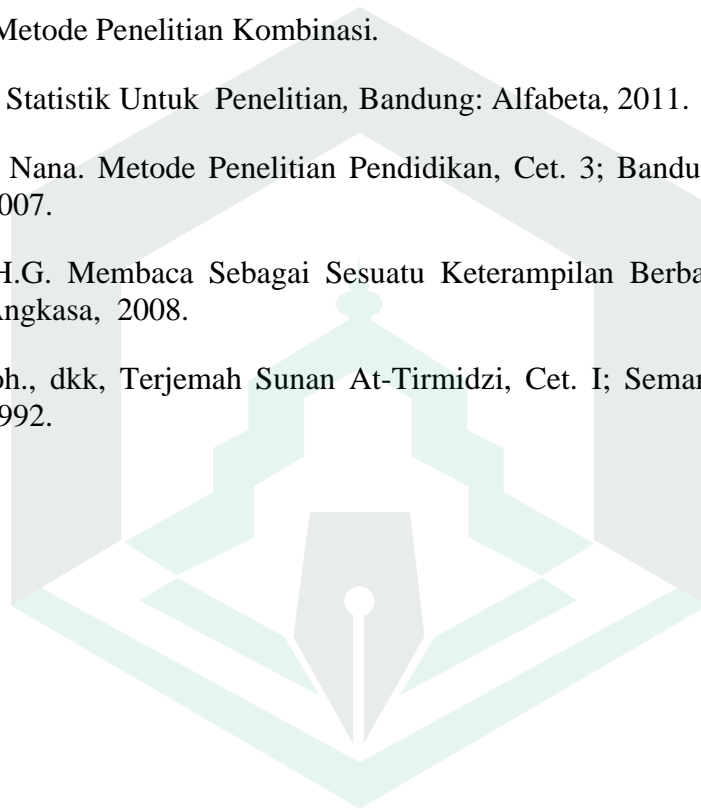 Metode Penelitian Kombinasi.
Statistik Untuk Penelitian, Bandung: Alfabeta, 2011.
Nana. Metode Penelitian Pendidikan, Cet. 3; Bandu
007.
H.G. Membaca Sebagai Sesuatu Keterampilan Berba
Angkasa, 2008.
oh., dkk, Terjemah Sunan At-Tirmidzi, Cet. I; Semar
992.